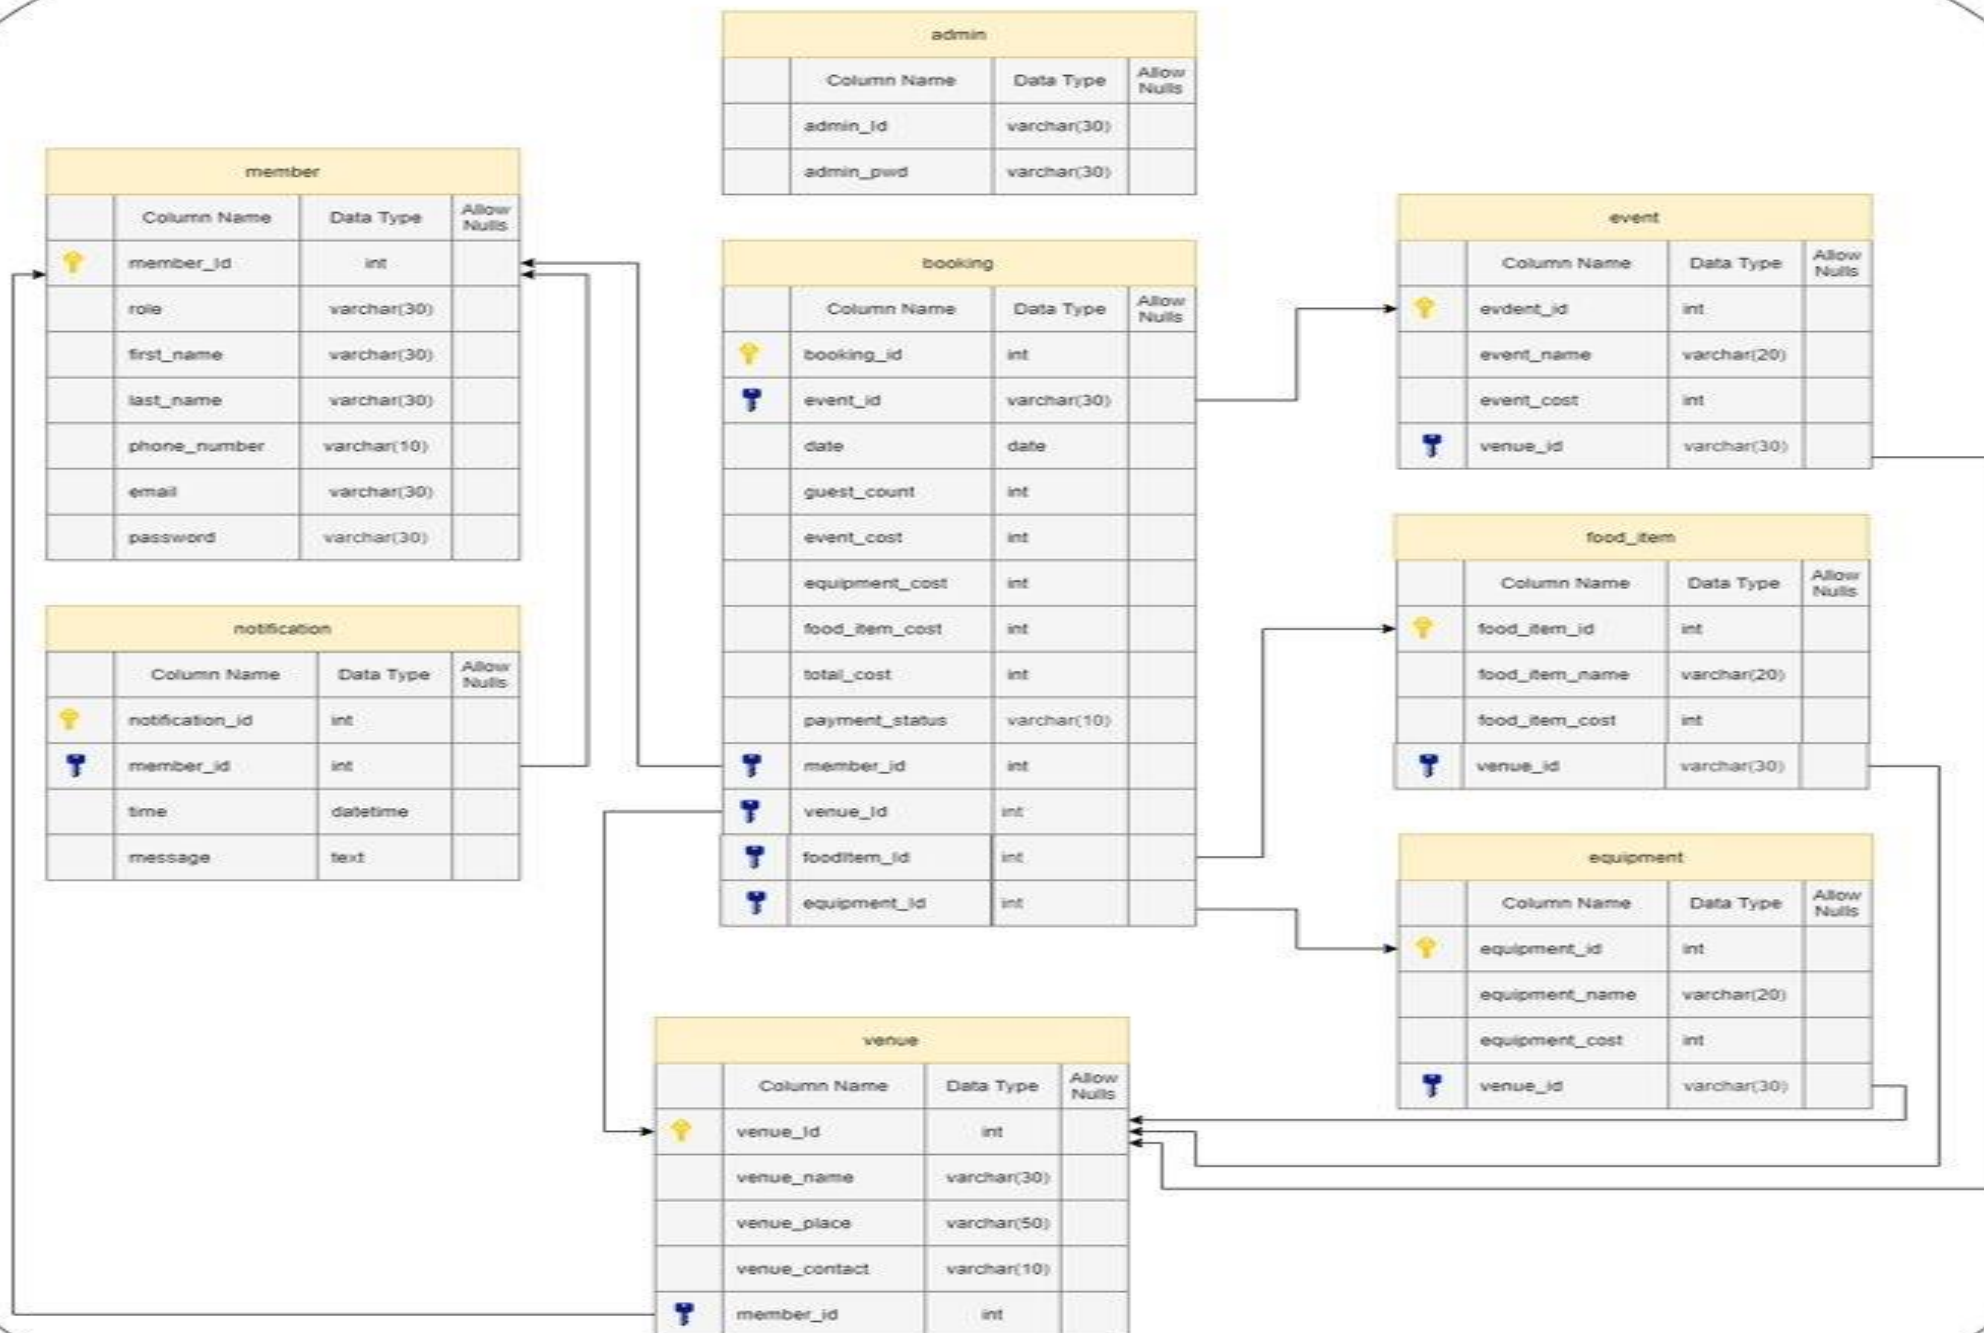 admin
Column Name Data Type Allow Nulls
admin_Id varchar(30)
admin_pwd varchar(30)
member
Column Name Data Type Allow Nulls
member_Id int
role varchar(30)
first_name varchar(30)
last_name varchar(30)
phone_number varchar(10)
email varchar(30)
password varchar(30)
notification
Column Name Data Type Allow Nulls
notification_id int
member_id int
time datetime
message text
booking
Column Name Data Type Allow Nulls
booking_id int
event_id varchar(30)
date date
guest_count int
event_cost int
equipment_cost int
food_item_cost int
total_cost int
payment_status varchar(10)
member_id int
venue_Id int
foodItem_Id int
equipment_Id int
event
Column Name Data Type Allow Nulls
evdent_id int
event_name varchar(20)
event_cost int
venue_id varchar(30)
food_item
Column Name Data Type Allow Nulls
food_item_id int
food_item_name varchar(20)
food_item_cost int
venue_id varchar(30)
equipment
Column Name Data Type Allow Nulls
equipment_id int
equipment_name varchar(20)
equipment_cost int
venue_id varchar(30)
venue
Column Name Data Type Allow Nulls
venue_Id int
venue_name varchar(30)
venue_place varchar(50)
venue_contact varchar(10)
member_id int